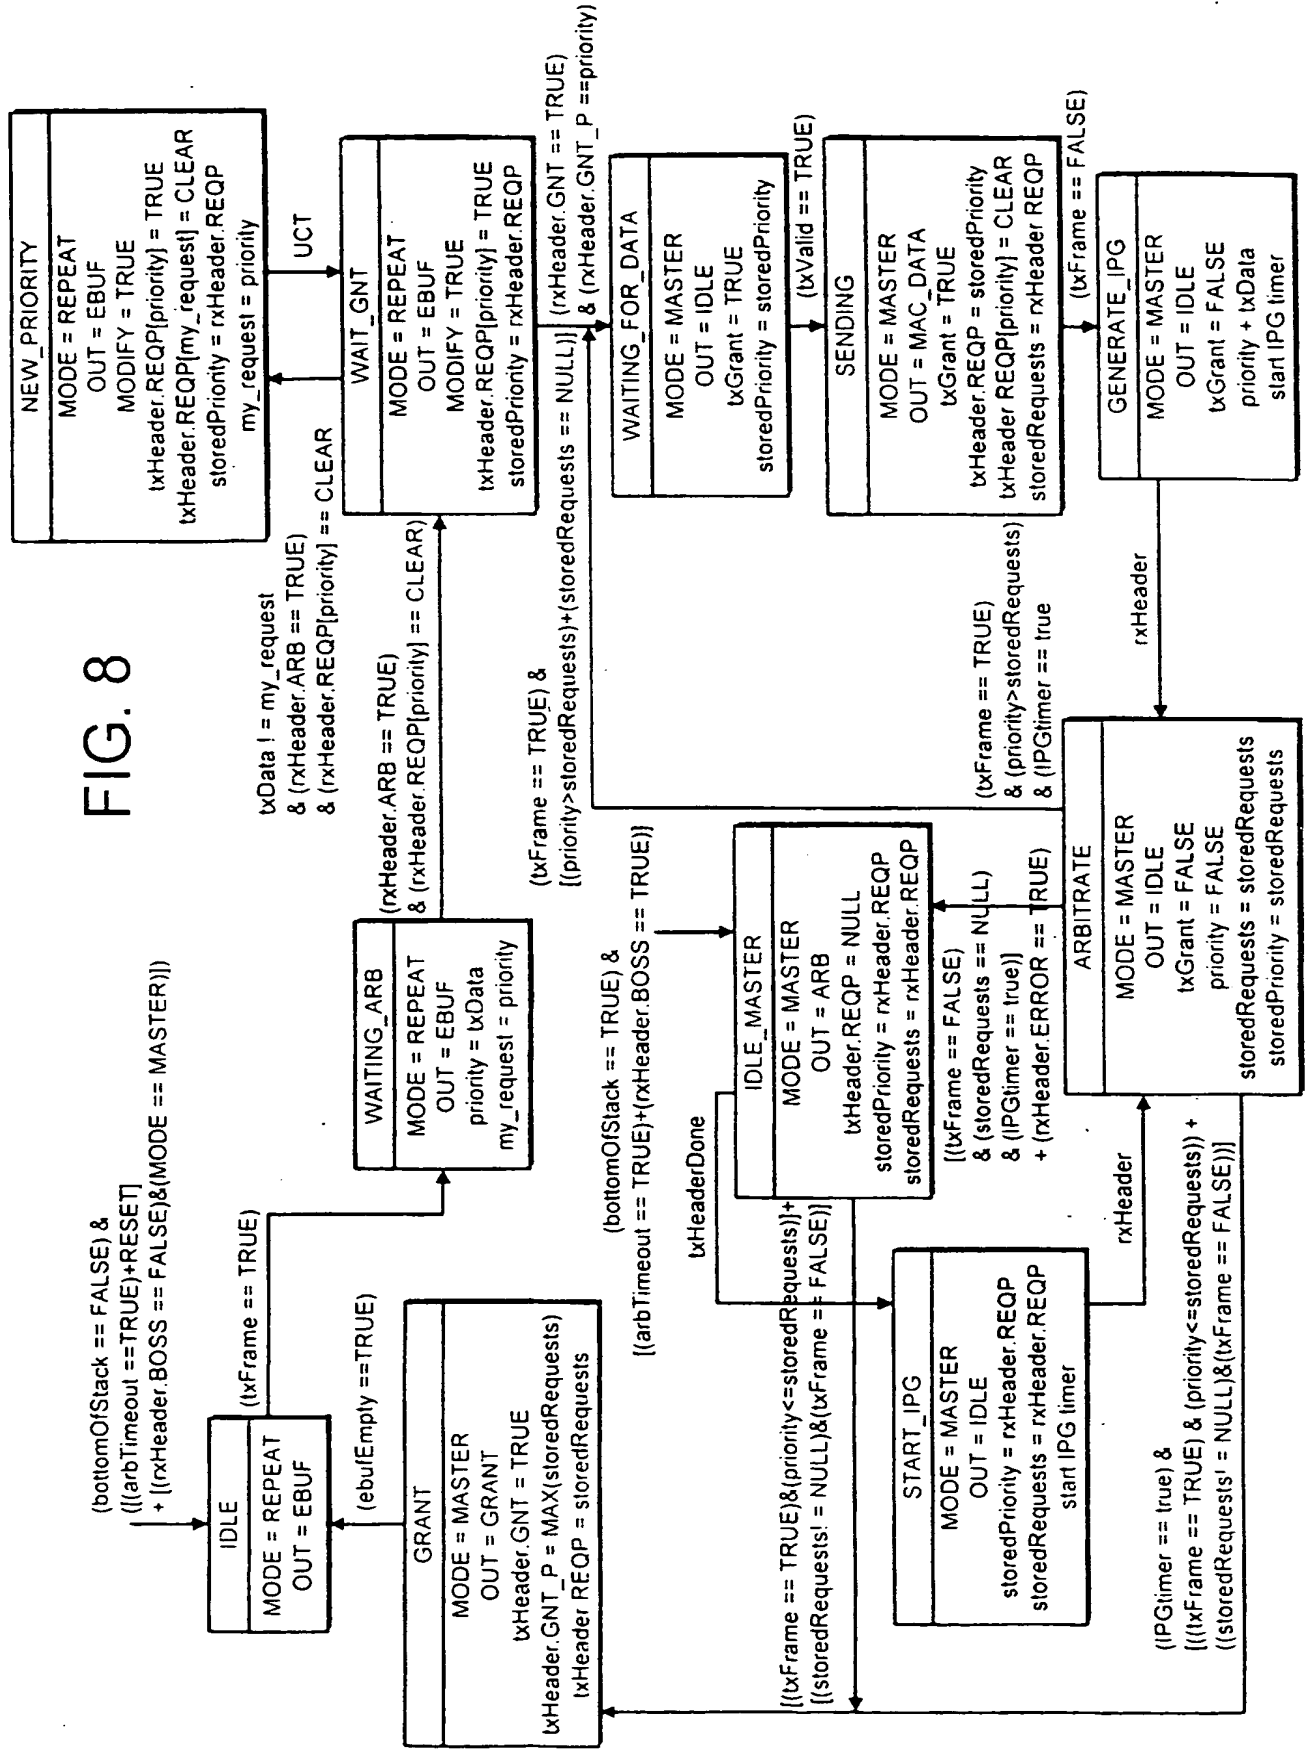 FIG. 8
(bottomOfStack == FALSE) &
([(arbTimeout ==TRUE)+RESET]
+ [(rxHeader.BOSS == FALSE)&(MODE == MASTER)])
IDLE
MODE = REPEAT
OUT = EBUF
(txFrame == TRUE)
(ebufEmpty ==TRUE)
GRANT
MODE = MASTER
OUT = GRANT
txHeader.GNT = TRUE
txHeader.GNT_P = MAX(storedRequests)
txHeader REQP = storedRequests
WAITING_ARB
MODE = REPEAT
OUT = EBUF
priority = txData
my_request = priority
(rxHeader.ARB == TRUE)
& (rxHeader.REQP[priority] == CLEAR)
txData ! = my_request
& (rxHeader.ARB == TRUE)
& (rxHeader.REQP[priority] == CLEAR
NEW_PRIORITY
MODE = REPEAT
OUT = EBUF
MODIFY = TRUE
txHeader.REQP[priority] = TRUE
txHeader.REQP[my_request] = CLEAR
storedPriority = rxHeader.REQP
my_request = priority
UCT
WAIT_GNT
MODE = REPEAT
OUT = EBUF
MODIFY = TRUE
txHeader.REQP[priority] = TRUE
storedPriority = rxHeader.REQP
(rxHeader.GNT == TRUE)
& (rxHeader.GNT_P ==priority)
(txFrame == TRUE) &
[(priority>storedRequests)+(storedRequests == NULL)]
WAITING_FOR_DATA
MODE = MASTER
OUT = IDLE
txGrant = TRUE
storedPriority = storedPriority
(txValid == TRUE)
SENDING
MODE = MASTER
OUT = MAC_DATA
txGrant = TRUE
txHeader.REQP = storedPriority
txHeader REQP[priority] = CLEAR
storedRequests = rxHeader REQP
(txFrame == FALSE)
GENERATE_IPG
MODE = MASTER
OUT = IDLE
txGrant = FALSE
priority + txData
start IPG timer
rxHeader
(txFrame == TRUE)
& (priority>storedRequests)
& (IPGtimer == true
(bottomOfStack == TRUE) &
[(arbTimeout == TRUE)+(rxHeader.BOSS == TRUE)]
IDLE_MASTER
MODE = MASTER
OUT = ARB
txHeader.REQP = NULL
storedPriority = rxHeader.REQP
storedRequests = rxHeader.REQP
txHeaderDone
[(txFrame == FALSE)
& (storedRequests == NULL)
& (IPGtimer == true)]
+ (rxHeader.ERROR == TRUE)
[(txFrame == TRUE)&(priority<=storedRequests)]+
[(storedRequests! = NULL)&(txFrame == FALSE)]
START_IPG
MODE = MASTER
OUT = IDLE
storedPriority = rxHeader.REQP
storedRequests = rxHeader.REQP
start IPG timer
rxHeader
ARBITRATE
MODE = MASTER
OUT = IDLE
txGrant = FALSE
priority = FALSE
storedRequests = storedRequests
storedPriority = storedRequests
(IPGtimer == true) &
[((txFrame == TRUE) & (priority<=storedRequests)) +
((storedRequests! = NULL)&(txFrame == FALSE))]